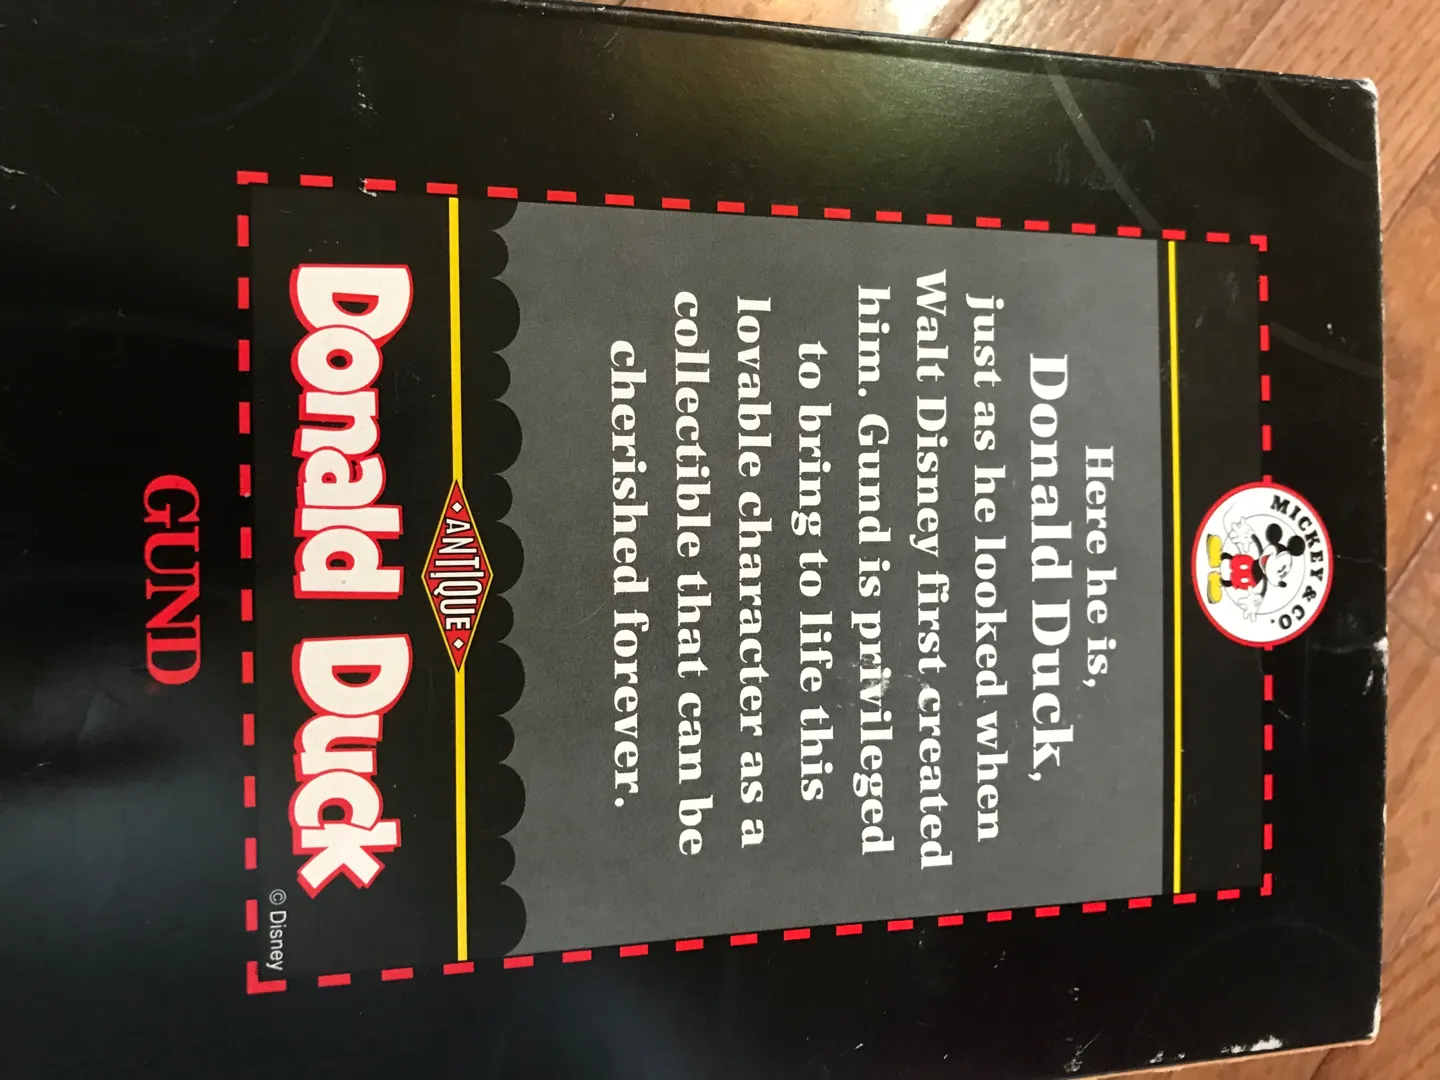 MICKEY & CO.
Here he is,
Donald Duck,
just as he looked when
Walt Disney first created
him. Gund is privileged
to bring to life this
lovable character as a
collectible that can be
cherished forever.
ANTIQUE
Donald Duck
© Disney
GUND